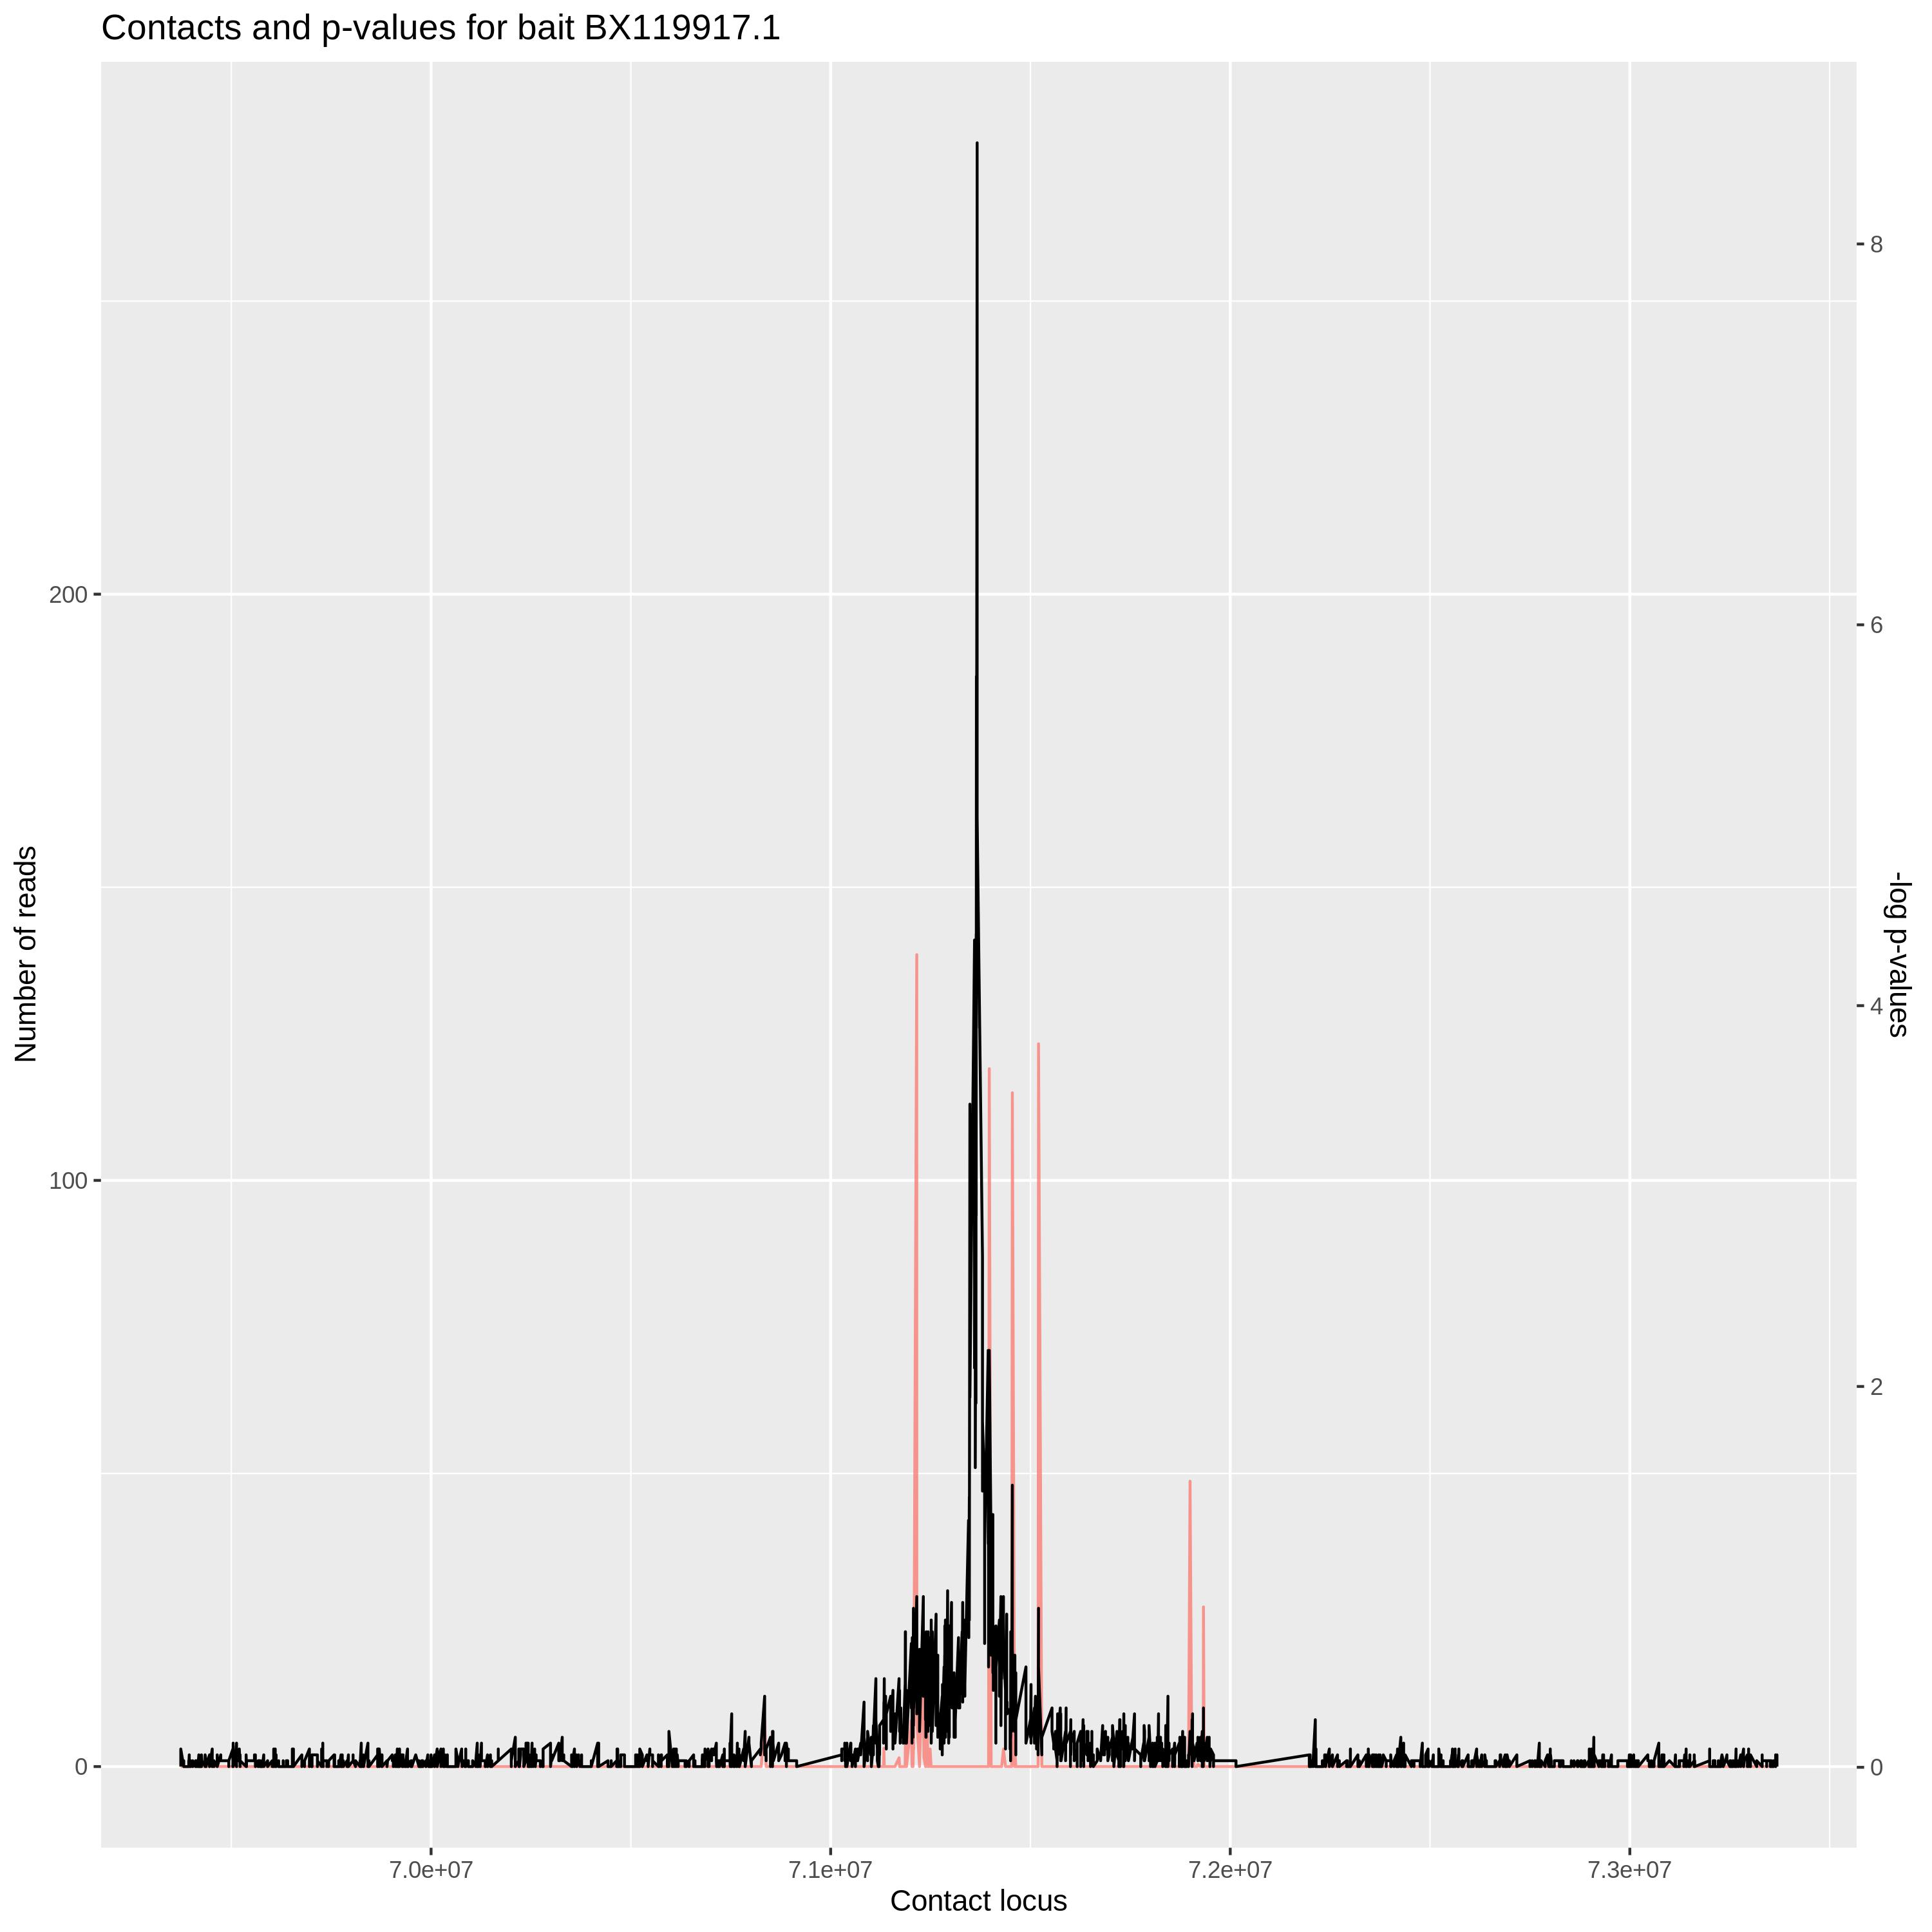 Contacts and p-values for bait BX119917.1
Number of reads
200
100
0
8
6
4
2
0
-log p-values
7.0e+07
7.1e+07
7.2e+07
7.3e+07
Contact locus